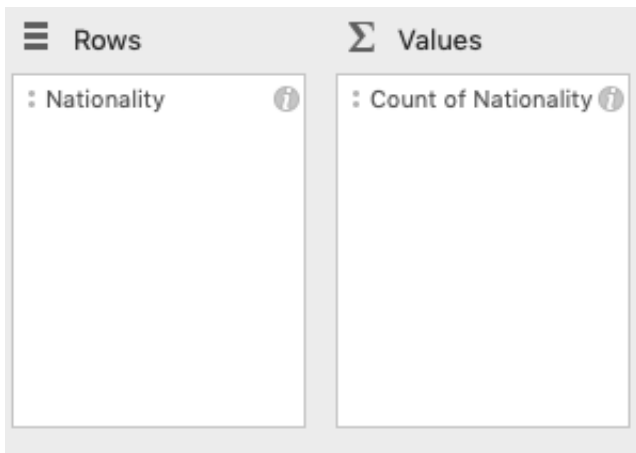 Rows
Σ Values
Nationality
Count of Nationality